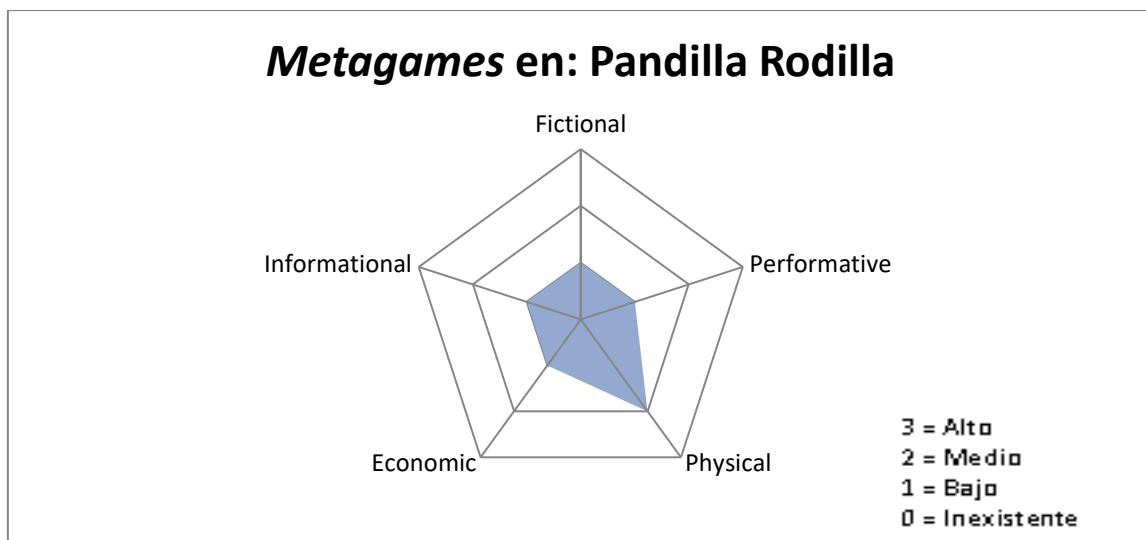 Metagames en: Pandilla Rodilla
Fictional
Informational
Performative
Economic
Physical
3 = Alto
2 = Medio
1 = Bajo
0 = Inexistente